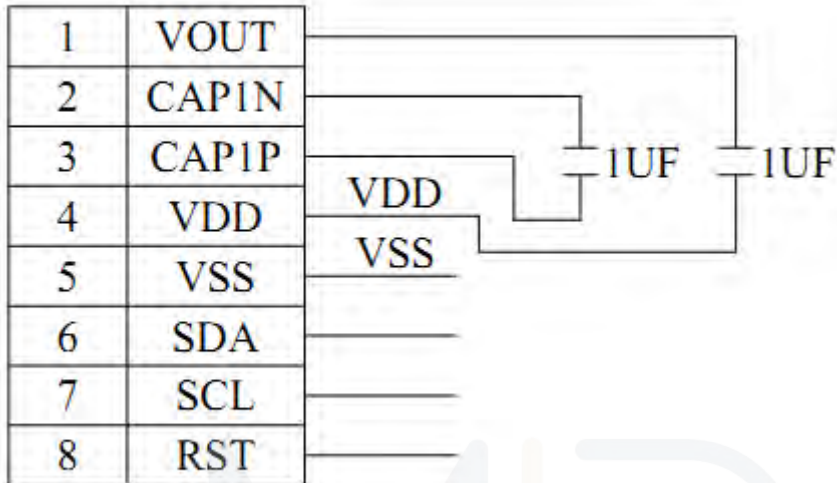 1 VOUT
2 CAP1N
3 CAP1P 1UF 1UF
VDD
4 VDD
VSS
5 VSS
6 SDA
7 SCL
8 RST